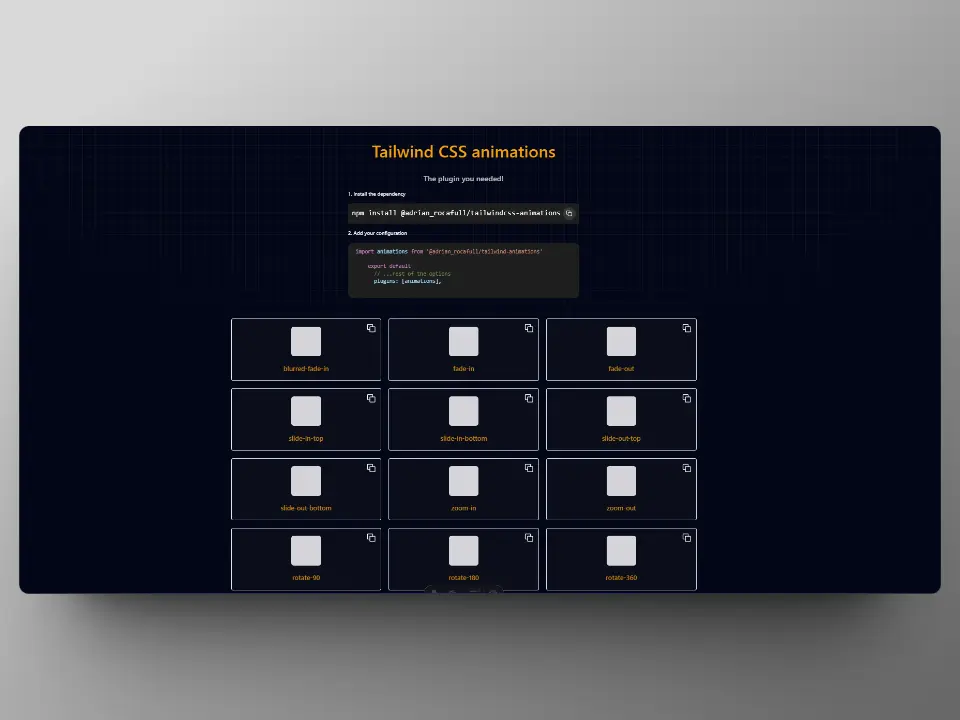 Tailwind CSS animations
The plugin you needed!
1. Install the dependency
npm install @adrian_rocafull/tailwindcss-animations
2. Add your configuration
import animations from '@adrian_rocafull/tailwind-animations'
export default
// ...rest of the options
plugins: [animations],
blurred-fade-in
fade-in
fade-out
slide-in-top
slide-in-bottom
slide-out-top
slide-out-bottom
zoom-in
zoom-out
rotate-90
rotate-180
rotate-360